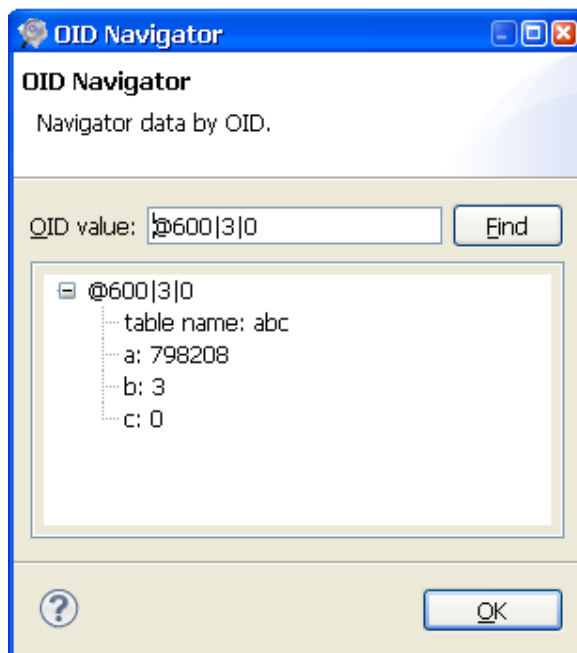 OID Navigator
OID Navigator
Navigator data by OID.
OID value: @600|3|0 Find
@600|3|0
table name: abc
a: 798208
b: 3
c: 0
?
OK